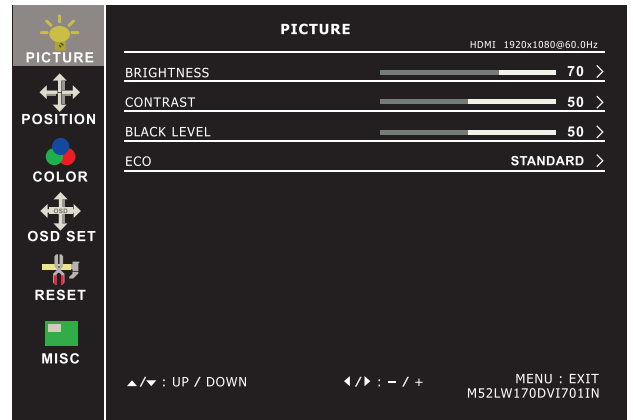 PICTURE
POSITION
COLOR
OSD
OSD SET
RESET
MISC
PICTURE
HDMI 1920x1080@60.0Hz
BRIGHTNESS 70 >
CONTRAST 50 >
BLACK LEVEL 50 >
ECO STANDARD >
▲/▼ : UP / DOWN ◀/▶ : − / + MENU : EXIT
M52LW170DVI701IN